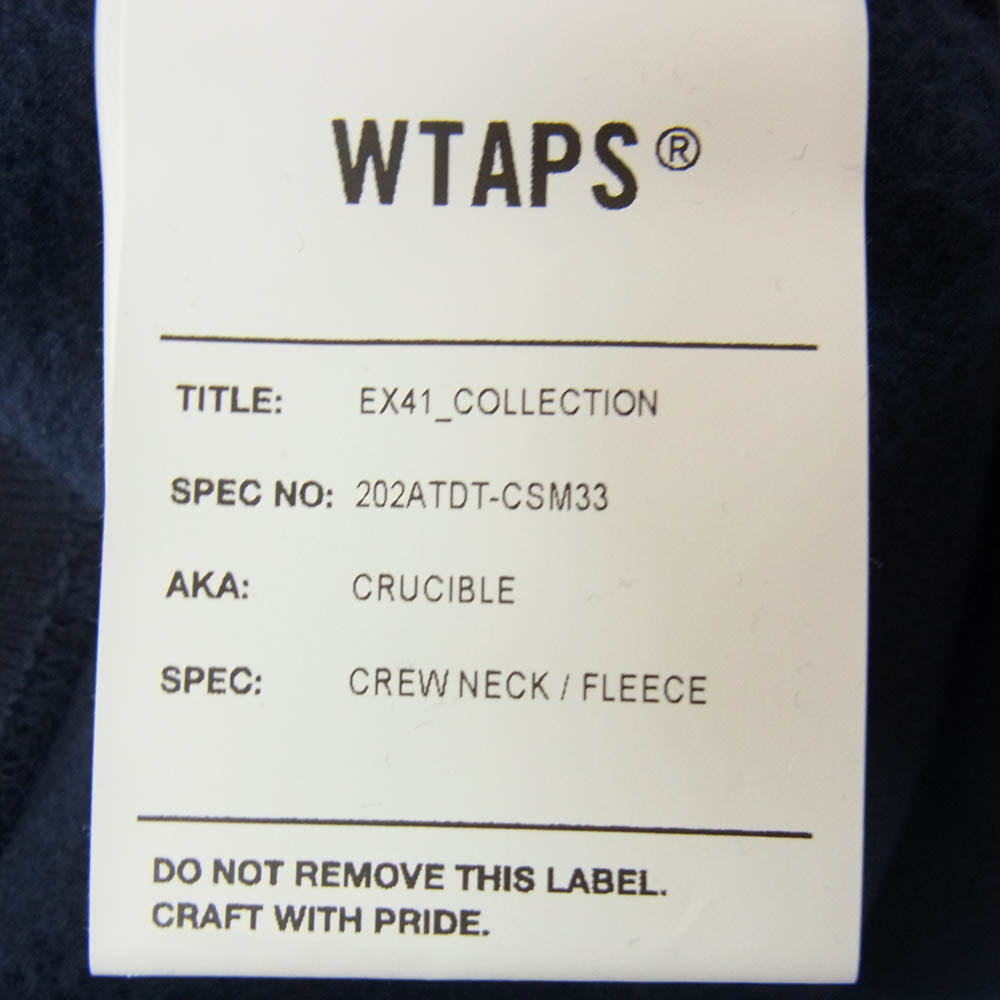 WTAPS®
TITLE: EX41_COLLECTION
SPEC NO: 202ATDT-CSM33
AKA: CRUCIBLE
SPEC: CREW NECK / FLEECE
DO NOT REMOVE THIS LABEL.
CRAFT WITH PRIDE.